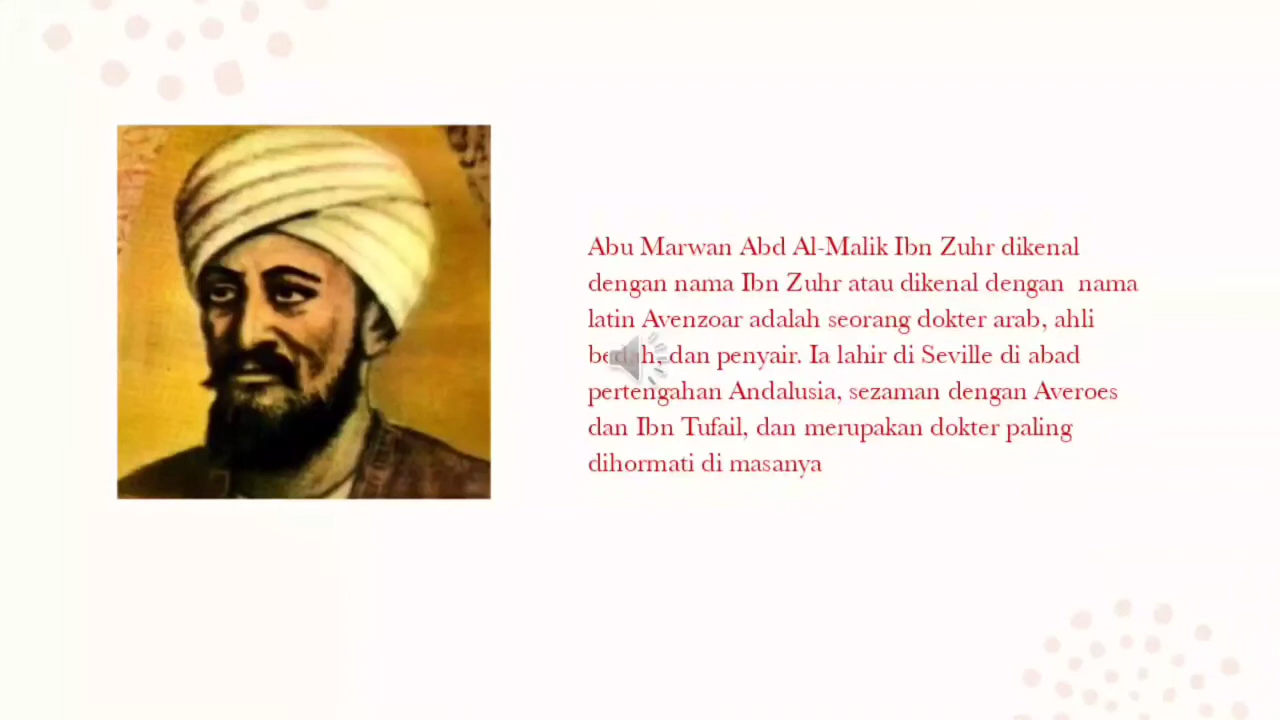 Abu Marwan Abd Al-Malik Ibn Zuhr dikenal
dengan nama Ibn Zuhr atau dikenal dengan  nama
latin Avenzoar adalah seorang dokter arab, ahli
bedah, dan penyair. Ia lahir di Seville di abad
pertengahan Andalusia, sezaman dengan Averoes
dan Ibn Tufail, dan merupakan dokter paling
dihormati di masanya